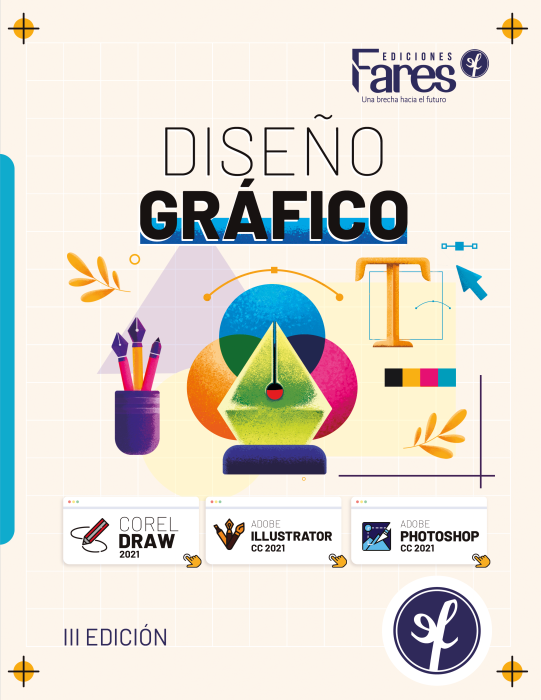 EDICIONES
Fares
Una brecha hacia el futuro
DISEÑO
GRÁFICO
T
COREL
DRAW
2021
ADOBE
ILLUSTRATOR
CC 2021
ADOBE
PHOTOSHOP
CC 2021
III EDICIÓN